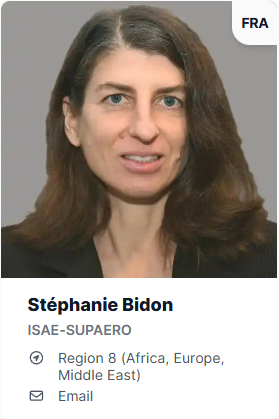 FRA
Stéphanie Bidon
ISAE-SUPAERO
Region 8 (Africa, Europe,
Middle East)
Email